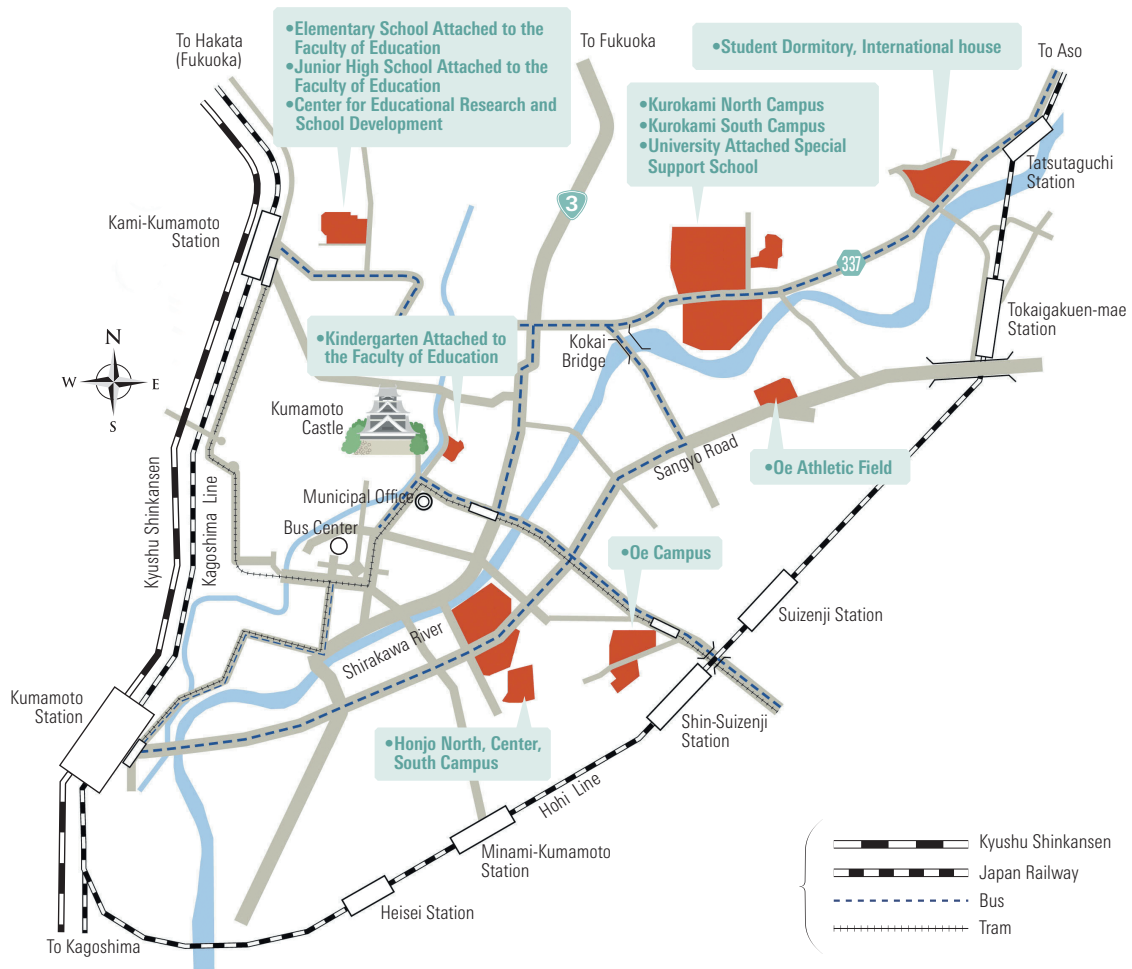 To Hakata
(Fukuoka)
•Elementary School Attached to the
Faculty of Education
•Junior High School Attached to the
Faculty of Education
•Center for Educational Research and
School Development
To Fukuoka
•Student Dormitory, International house
To Aso
•Kurokami North Campus
•Kurokami South Campus
•University Attached Special
Support School
Tatsutaguchi
Station
3
Kami-Kumamoto
Station
337
Tokaigakuen-mae
Station
N
W
E
S
•Kindergarten Attached to
the Faculty of Education
Kokai
Bridge
Kumamoto
Castle
Sangyo Road
•Oe Athletic Field
Kyushu Shinkansen
Kagoshima Line
Municipal Office
Bus Center
•Oe Campus
Suizenji Station
Shirakawa River
Kumamoto
Station
Shin-Suizenji
Station
•Honjo North, Center,
South Campus
Hohi Line
Minami-Kumamoto
Station
Heisei Station
To Kagoshima
Kyushu Shinkansen
Japan Railway
Bus
Tram